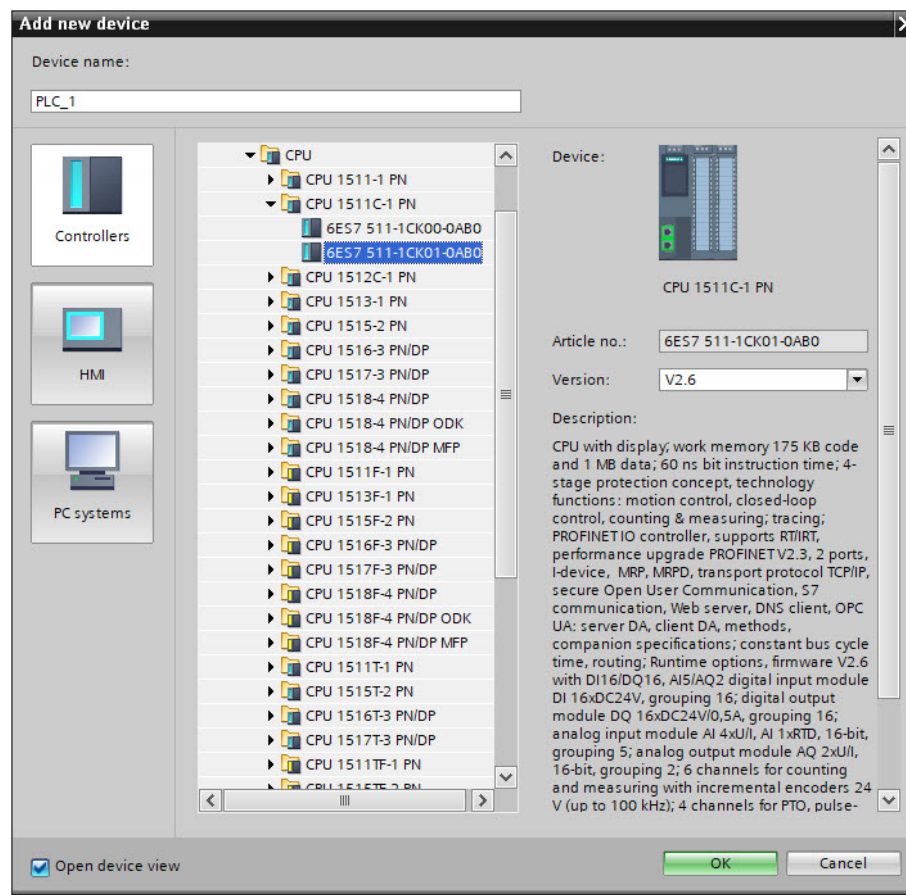 Add new device
Device name:
PLC_1
Controllers
HMI
PC systems
CPU
CPU 1511-1 PN
CPU 1511C-1 PN
6ES7 511-1CK00-0AB0
6ES7 511-1CK01-0AB0
CPU 1512C-1 PN
CPU 1513-1 PN
CPU 1515-2 PN
CPU 1516-3 PN/DP
CPU 1517-3 PN/DP
CPU 1518-4 PN/DP
CPU 1518-4 PN/DP ODK
CPU 1518-4 PN/DP MFP
CPU 1511F-1 PN
CPU 1513F-1 PN
CPU 1515F-2 PN
CPU 1516F-3 PN/DP
CPU 1517F-3 PN/DP
CPU 1518F-4 PN/DP
CPU 1518F-4 PN/DP ODK
CPU 1518F-4 PN/DP MFP
CPU 1511T-1 PN
CPU 1515T-2 PN
CPU 1516T-3 PN/DP
CPU 1517T-3 PN/DP
CPU 1511TF-1 PN
CPU 1515TF-2 PN
Device:
CPU 1511C-1 PN
Article no.: 6ES7 511-1CK01-0AB0
Version: V2.6
Description:
CPU with display; work memory 175 KB code
and 1 MB data; 60 ns bit instruction time; 4-
stage protection concept, technology
functions: motion control, closed-loop
control, counting & measuring; tracing;
PROFINET IO controller, supports RT/IRT,
performance upgrade PROFINET V2.3, 2 ports,
I-device, MRP, MRPD, transport protocol TCP/IP,
secure Open User Communication, S7
communication, Web server, DNS client, OPC
UA: server DA, client DA, methods,
companion specifications; constant bus cycle
time, routing; Runtime options, firmware V2.6
with DI16/DQ16, AI5/AQ2 digital input module
DI 16xDC24V, grouping 16; digital output
module DQ 16xDC24V/0,5A, grouping 16;
analog input module AI 4xU/I, AI 1xRTD, 16-bit,
grouping 5; analog output module AQ 2xU/I,
16-bit, grouping 2; 6 channels for counting
and measuring with incremental encoders 24
V (up to 100 kHz); 4 channels for PTO, pulse-
Open device view
OK
Cancel